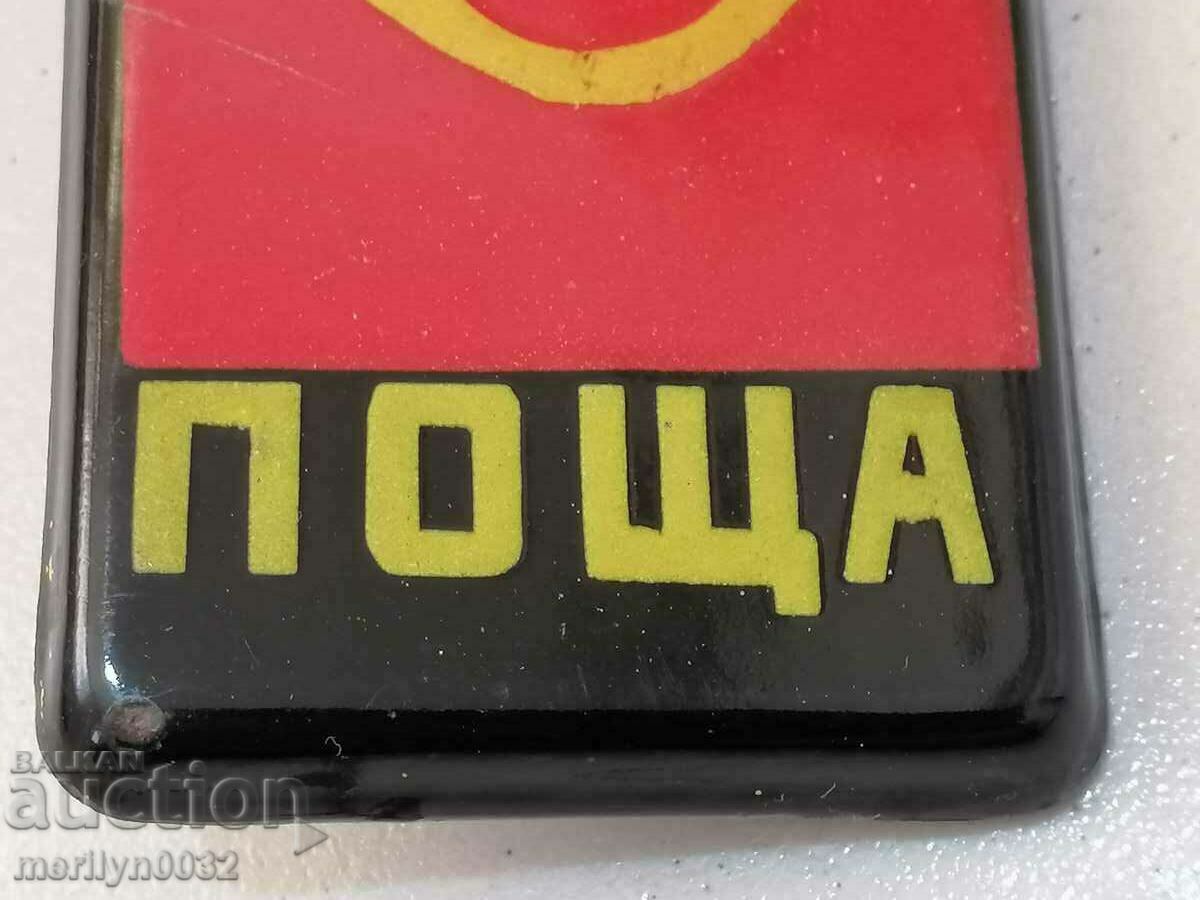 ПОЩА
BALKAN
auction
merilyn0032